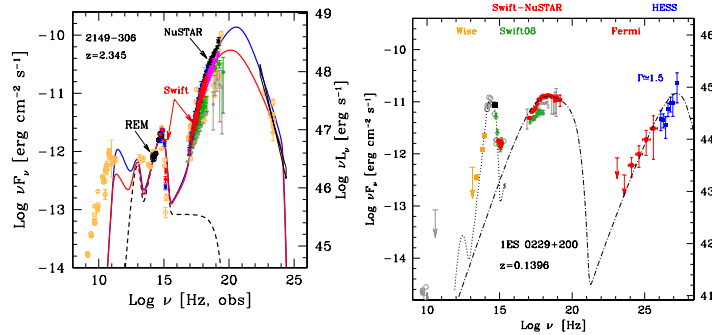 2149-306
z=2.345
NuSTAR
Swift
REM
Log νFν [erg cm⁻² s⁻¹]
-10
-11
-12
-13
-14
10
15
20
25
Log ν [Hz, obs]
49
48
47
46
45
Log νLν [erg s⁻¹]
Swift-NuSTAR
HESS
Wise
Swift08
Fermi
Γ=1.5
1ES 0229+200
z=0.1396
Log νFν [erg cm⁻² s⁻¹]
-10
-11
-12
-13
-14
10
15
20
25
Log ν [Hz]
46
45
44
43
42
41